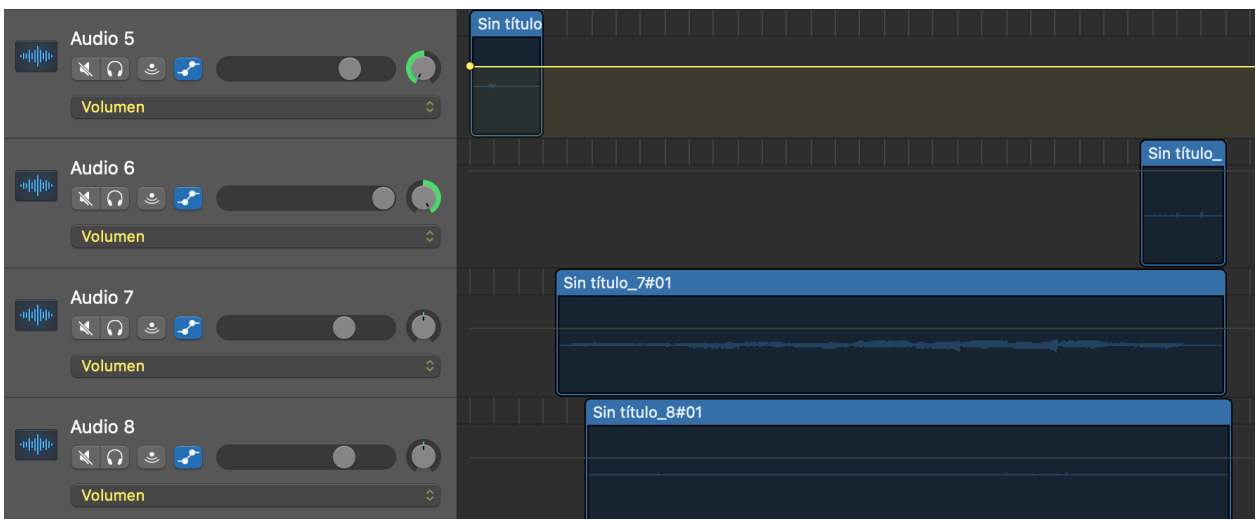 Audio 5
Volumen
Sin título
Audio 6
Volumen
Sin título_
Audio 7
Volumen
Sin título_7#01
Audio 8
Volumen
Sin título_8#01